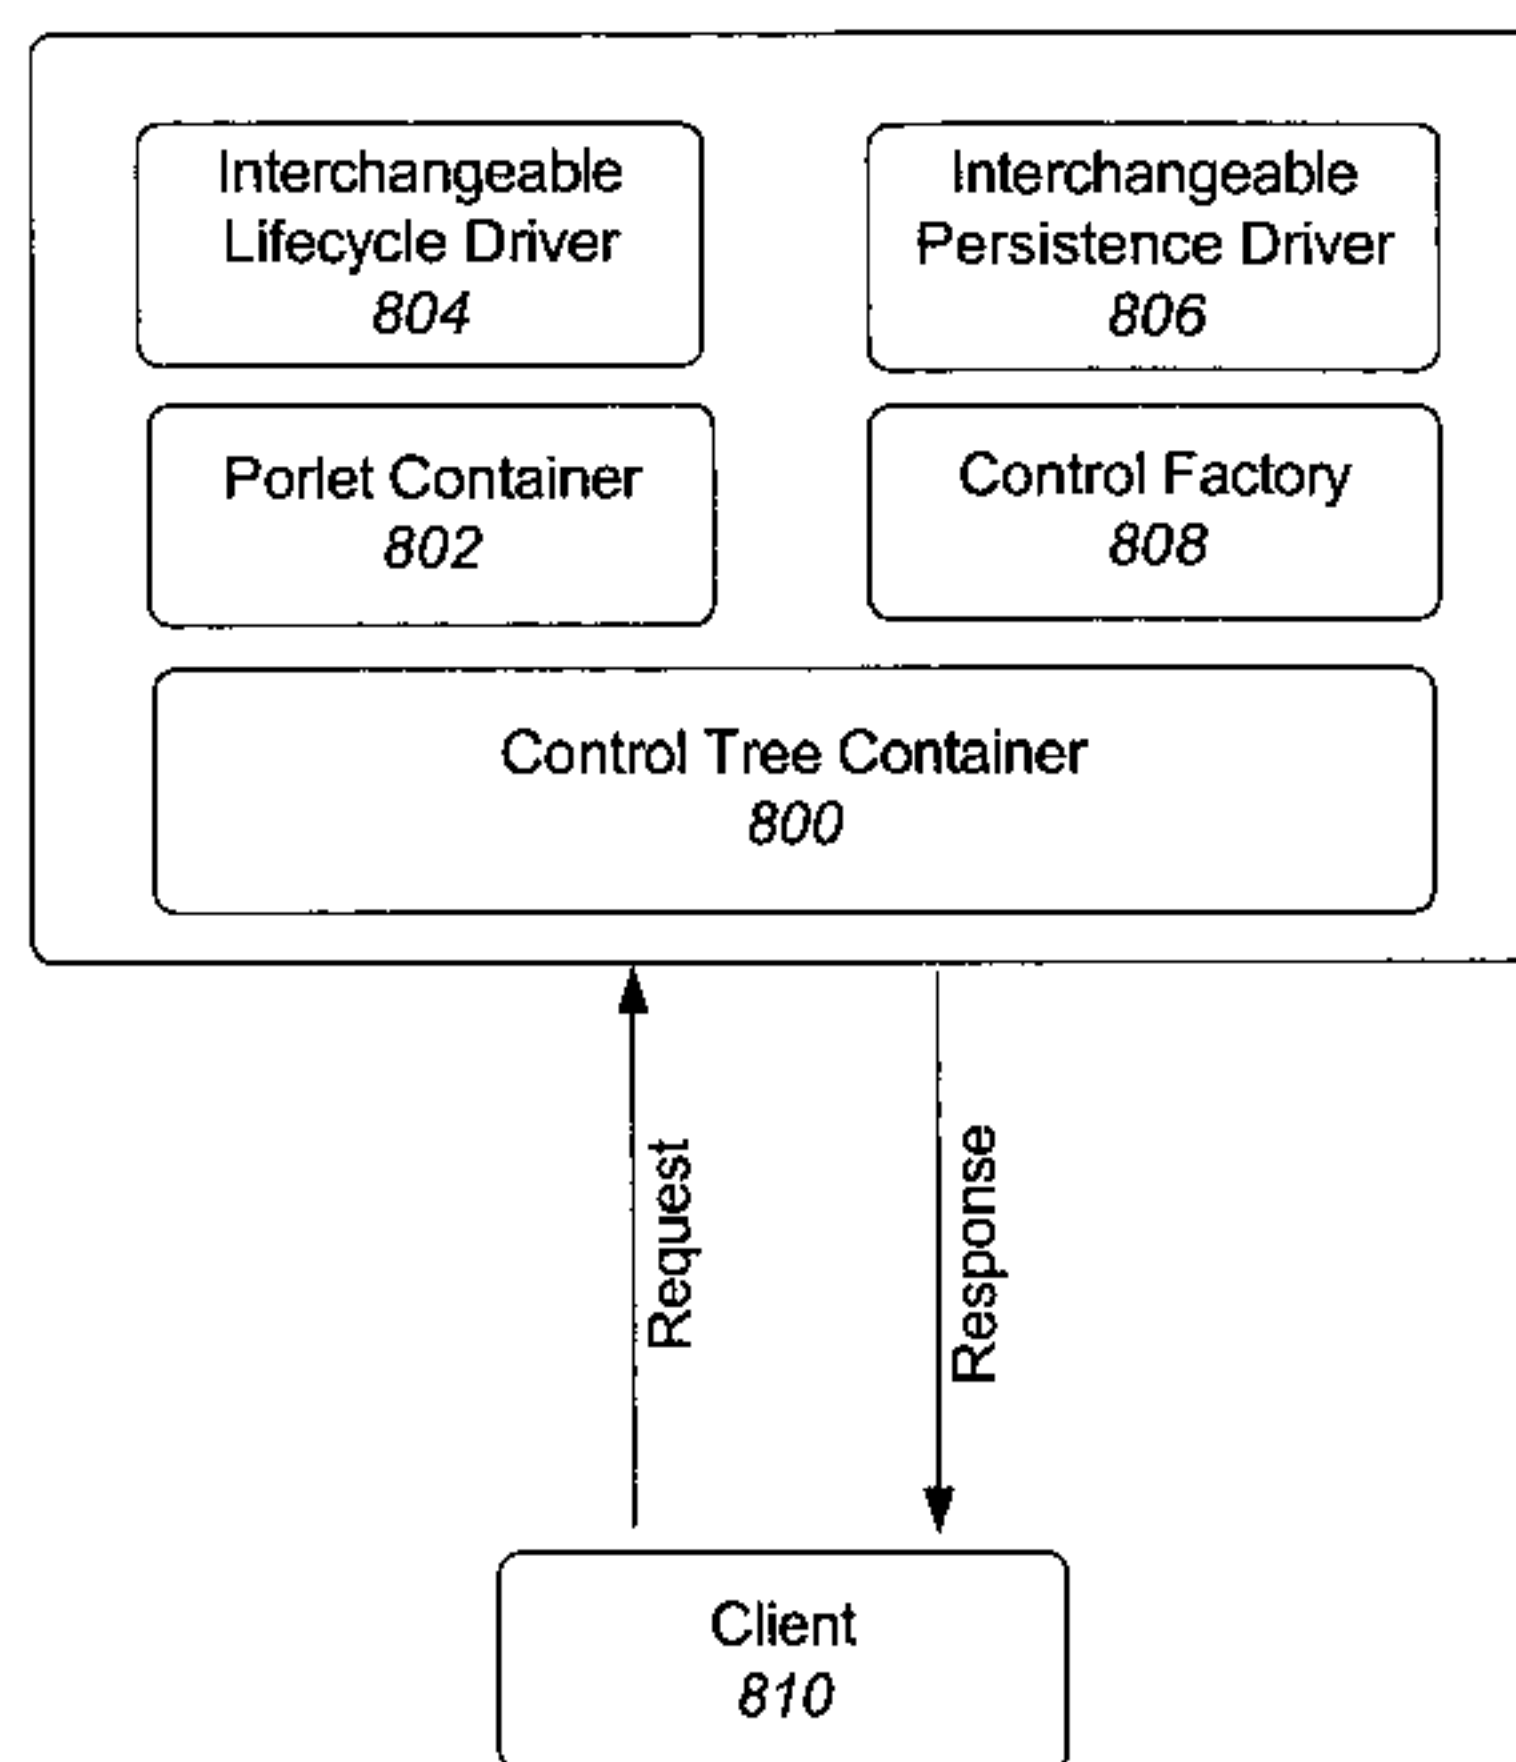 Interchangeable
Lifecycle Driver
804
Interchangeable
Persistence Driver
806
Porlet Container
802
Control Factory
808
Control Tree Container
800
Request
Response
Client
810